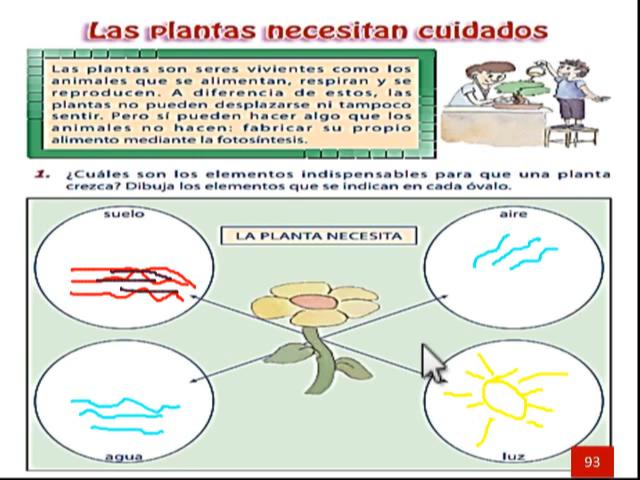 Las plantas necesitan cuidados
Las plantas son seres vivientes como los
animales que se alimentan, respiran y se
reproducen. A diferencia de estos, las
plantas no pueden desplazarse ni tampoco
sentir. Pero sí pueden hacer algo que los
animales no hacen: fabricar su propio
alimento mediante la fotosíntesis.
1. ¿Cuáles son los elementos indispensables para que una planta
crezca? Dibuja los elementos que se indican en cada óvalo.
suelo
aire
LA PLANTA NECESITA
agua
luz
93